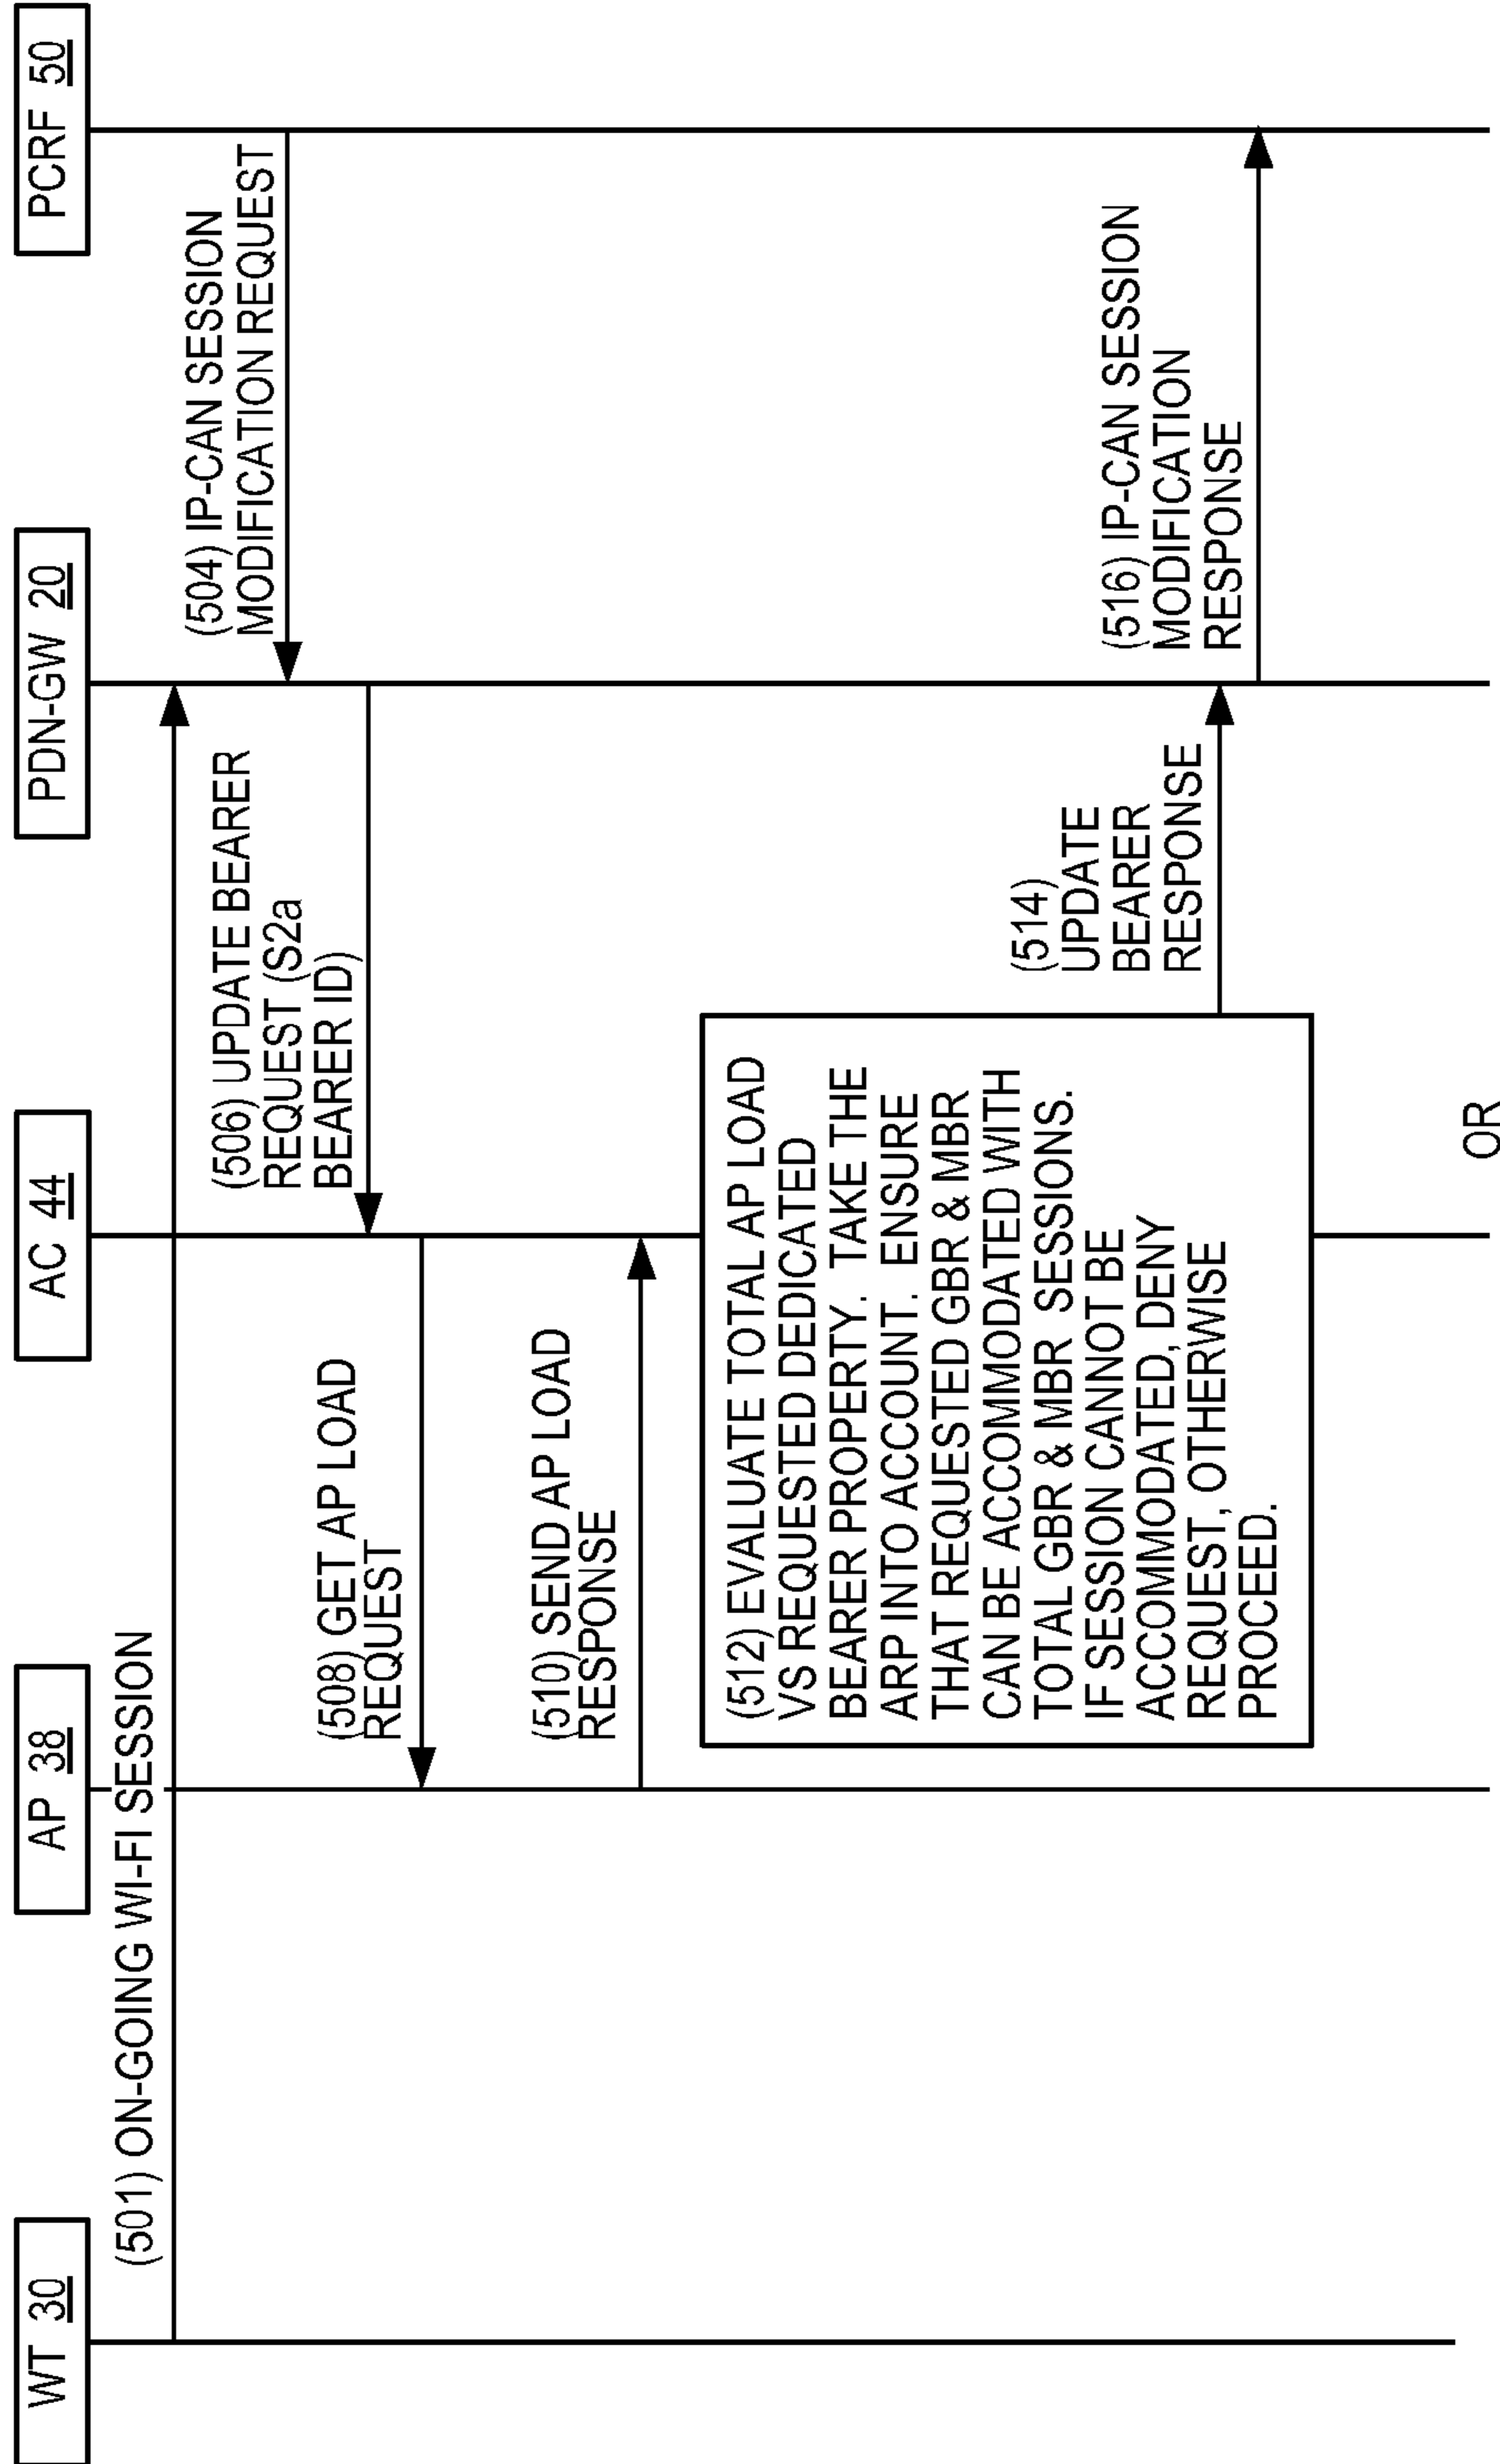 WT 30
AP 38
AC 44
PDN-GW 20
PCRF 50
(501) ON-GOING WI-FI SESSION
(504) IP-CAN SESSION
MODIFICATION REQUEST
(506) UPDATE BEARER
REQUEST (S2a
BEARER ID)
(508) GET AP LOAD
REQUEST
(510) SEND AP LOAD
RESPONSE
(512) EVALUATE TOTAL AP LOAD
VS REQUESTED DEDICATED
BEARER PROPERTY. TAKE THE
ARP INTO ACCOUNT. ENSURE
THAT REQUESTED GBR & MBR
CAN BE ACCOMMODATED WITH
TOTAL GBR & MBR SESSIONS.
IF SESSION CANNOT BE
ACCOMMODATED, DENY
REQUEST, OTHERWISE
PROCEED.
(514)
UPDATE
BEARER
RESPONSE
(516) IP-CAN SESSION
MODIFICATION
RESPONSE
OR